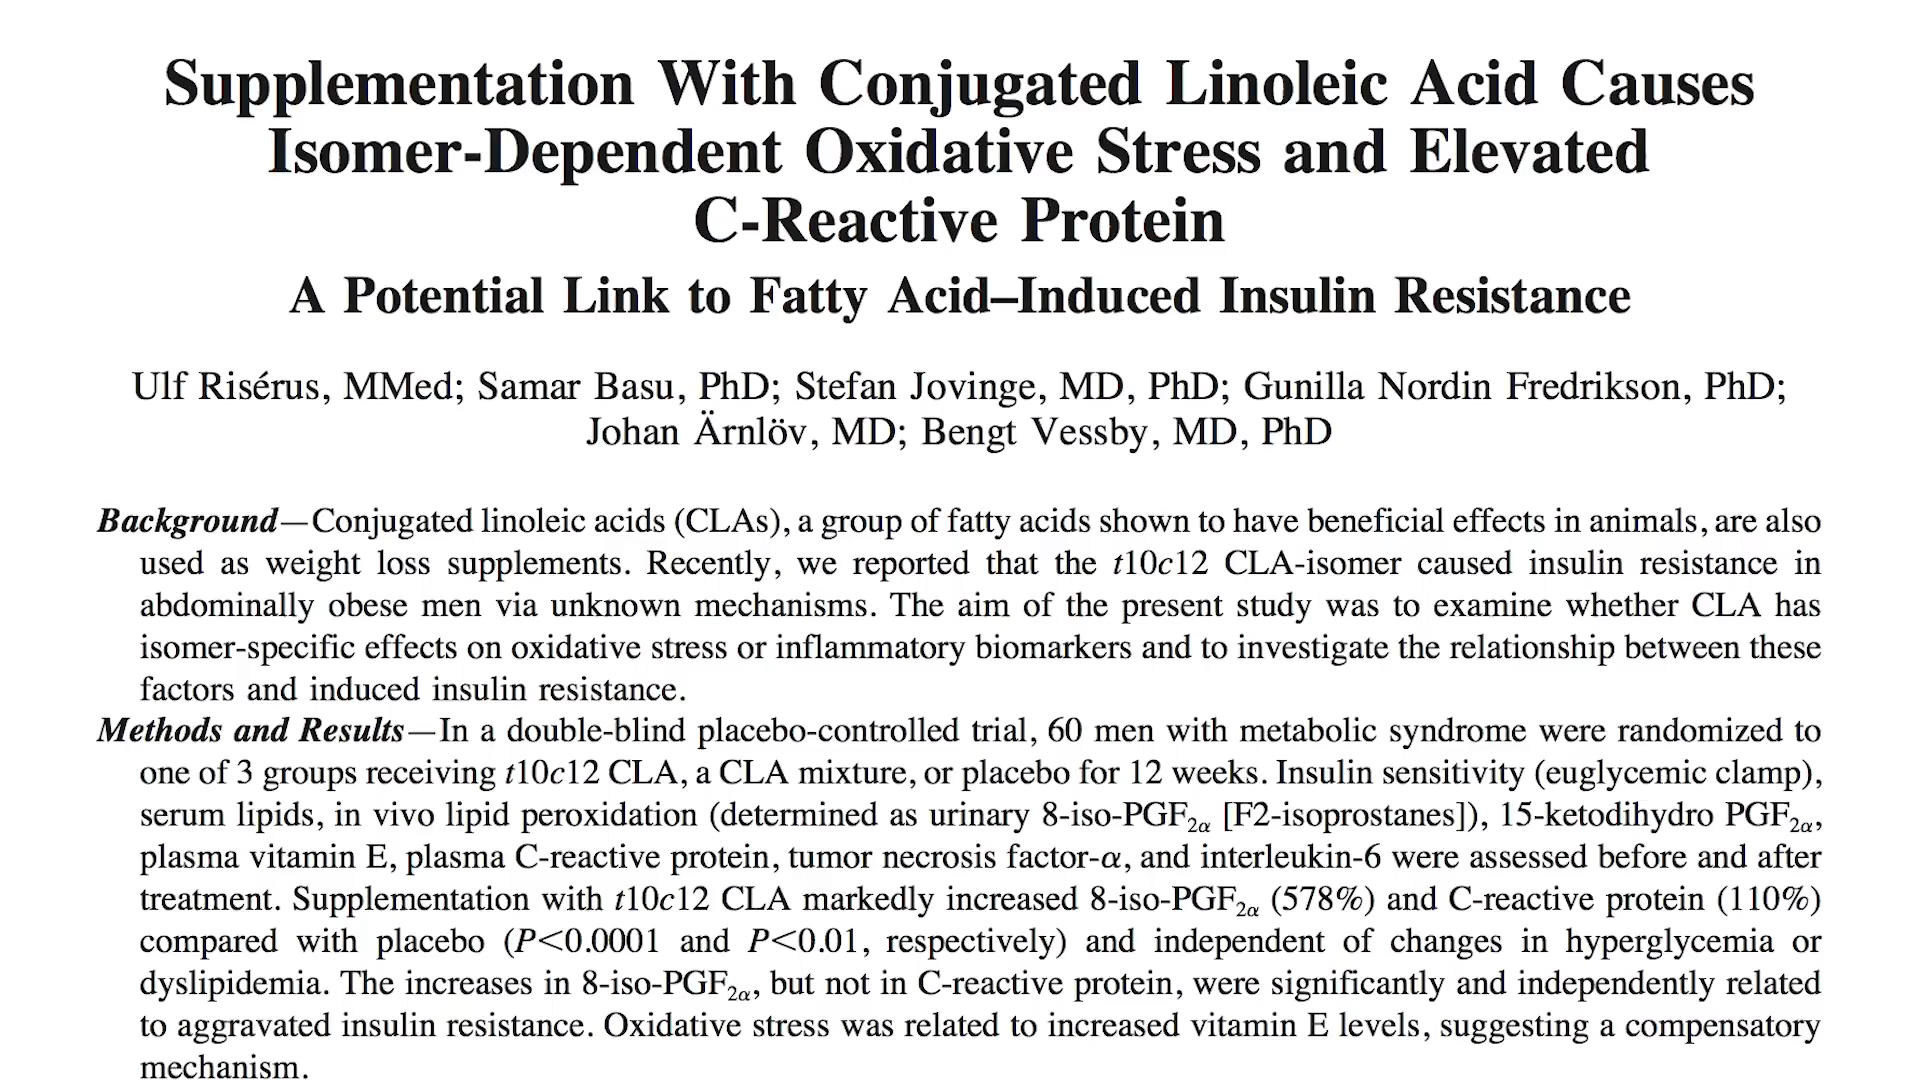 Supplementation With Conjugated Linoleic Acid Causes
Isomer-Dependent Oxidative Stress and Elevated
C-Reactive Protein
A Potential Link to Fatty Acid–Induced Insulin Resistance
Ulf Risérus, MMed; Samar Basu, PhD; Stefan Jovinge, MD, PhD; Gunilla Nordin Fredrikson, PhD;
Johan Ärnlöv, MD; Bengt Vessby, MD, PhD
Background—Conjugated linoleic acids (CLAs), a group of fatty acids shown to have beneficial effects in animals, are also
used as weight loss supplements. Recently, we reported that the t10c12 CLA-isomer caused insulin resistance in
abdominally obese men via unknown mechanisms. The aim of the present study was to examine whether CLA has
isomer-specific effects on oxidative stress or inflammatory biomarkers and to investigate the relationship between these
factors and induced insulin resistance.
Methods and Results—In a double-blind placebo-controlled trial, 60 men with metabolic syndrome were randomized to
one of 3 groups receiving t10c12 CLA, a CLA mixture, or placebo for 12 weeks. Insulin sensitivity (euglycemic clamp),
serum lipids, in vivo lipid peroxidation (determined as urinary 8-iso-PGF2α [F2-isoprostanes]), 15-ketodihydro PGF2α,
plasma vitamin E, plasma C-reactive protein, tumor necrosis factor-α, and interleukin-6 were assessed before and after
treatment. Supplementation with t10c12 CLA markedly increased 8-iso-PGF2α (578%) and C-reactive protein (110%)
compared with placebo (P<0.0001 and P<0.01, respectively) and independent of changes in hyperglycemia or
dyslipidemia. The increases in 8-iso-PGF2α, but not in C-reactive protein, were significantly and independently related
to aggravated insulin resistance. Oxidative stress was related to increased vitamin E levels, suggesting a compensatory
mechanism.